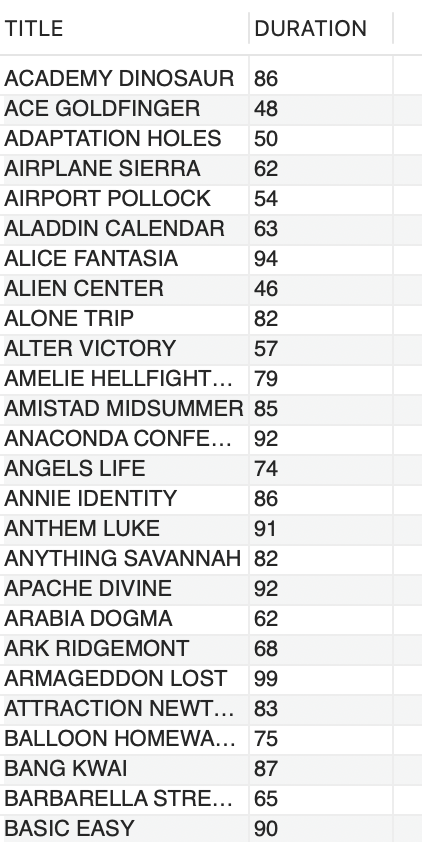 TITLE DURATION
ACADEMY DINOSAUR 86
ACE GOLDFINGER 48
ADAPTATION HOLES 50
AIRPLANE SIERRA 62
AIRPORT POLLOCK 54
ALADDIN CALENDAR 63
ALICE FANTASIA 94
ALIEN CENTER 46
ALONE TRIP 82
ALTER VICTORY 57
AMELIE HELLFIGHT... 79
AMISTAD MIDSUMMER 85
ANACONDA CONFE... 92
ANGELS LIFE 74
ANNIE IDENTITY 86
ANTHEM LUKE 91
ANYTHING SAVANNAH 82
APACHE DIVINE 92
ARABIA DOGMA 62
ARK RIDGEMONT 68
ARMAGEDDON LOST 99
ATTRACTION NEWT... 83
BALLOON HOMEWA... 75
BANG KWAI 87
BARBARELLA STRE... 65
BASIC EASY 90